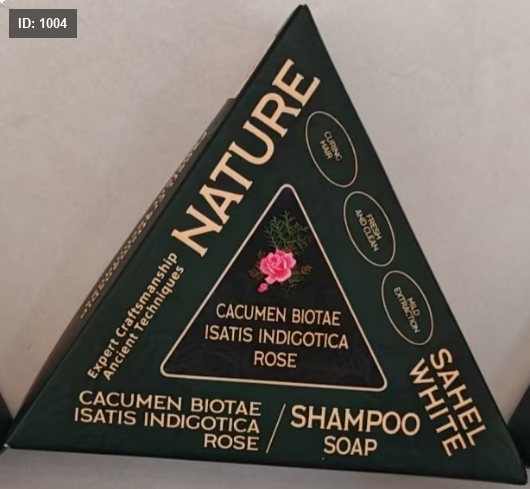 ID: 1004
NATURE
Expert Craftsmanship
Ancient Techniques
CURING
HAIR
FRESH
AND CLEAN
MILD
EXTRACTION
CACUMEN BIOTAE
ISATIS INDIGOTICA
ROSE
CACUMEN BIOTAE
ISATIS INDIGOTICA
ROSE
SHAMPOO
SOAP
SAHEL
WHITE